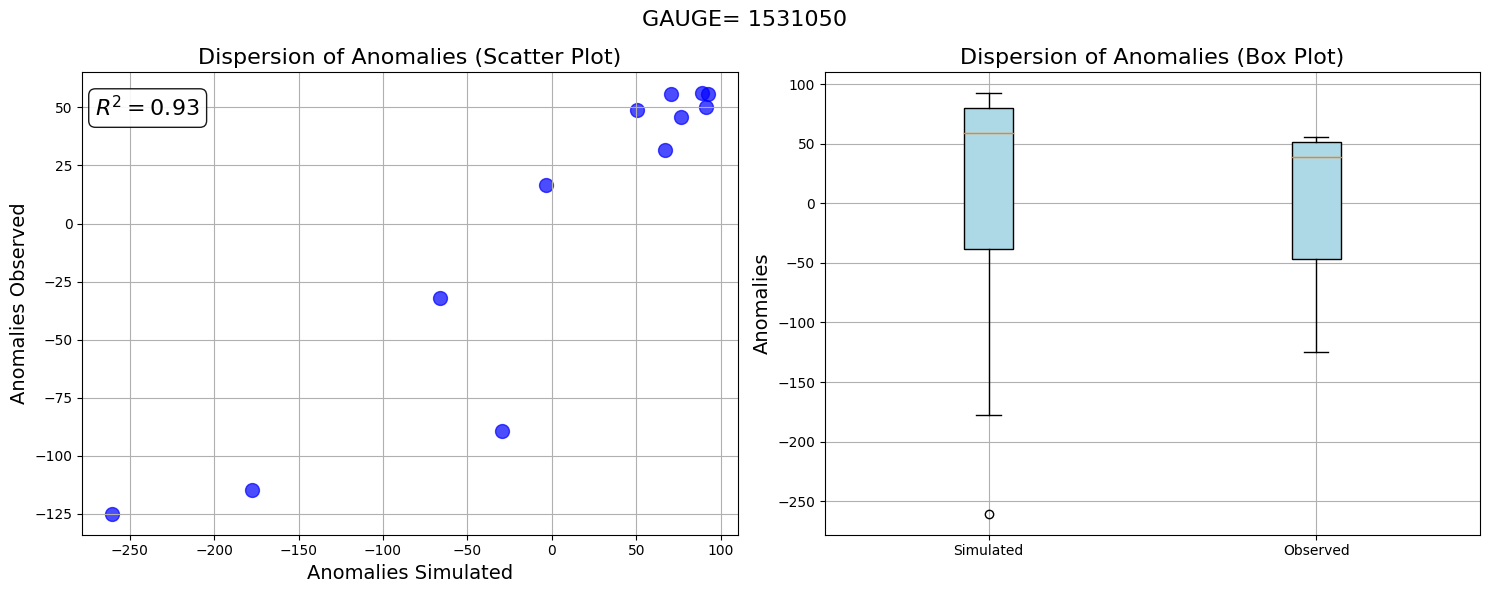 GAUGE= 1531050
Dispersion of Anomalies (Scatter Plot)
R² = 0.93
Anomalies Observed
50
25
0
−25
−50
−75
−100
−125
−250
−200
−150
−100
−50
0
50
100
Anomalies Simulated
Dispersion of Anomalies (Box Plot)
Anomalies
100
50
0
−50
−100
−150
−200
−250
Simulated
Observed